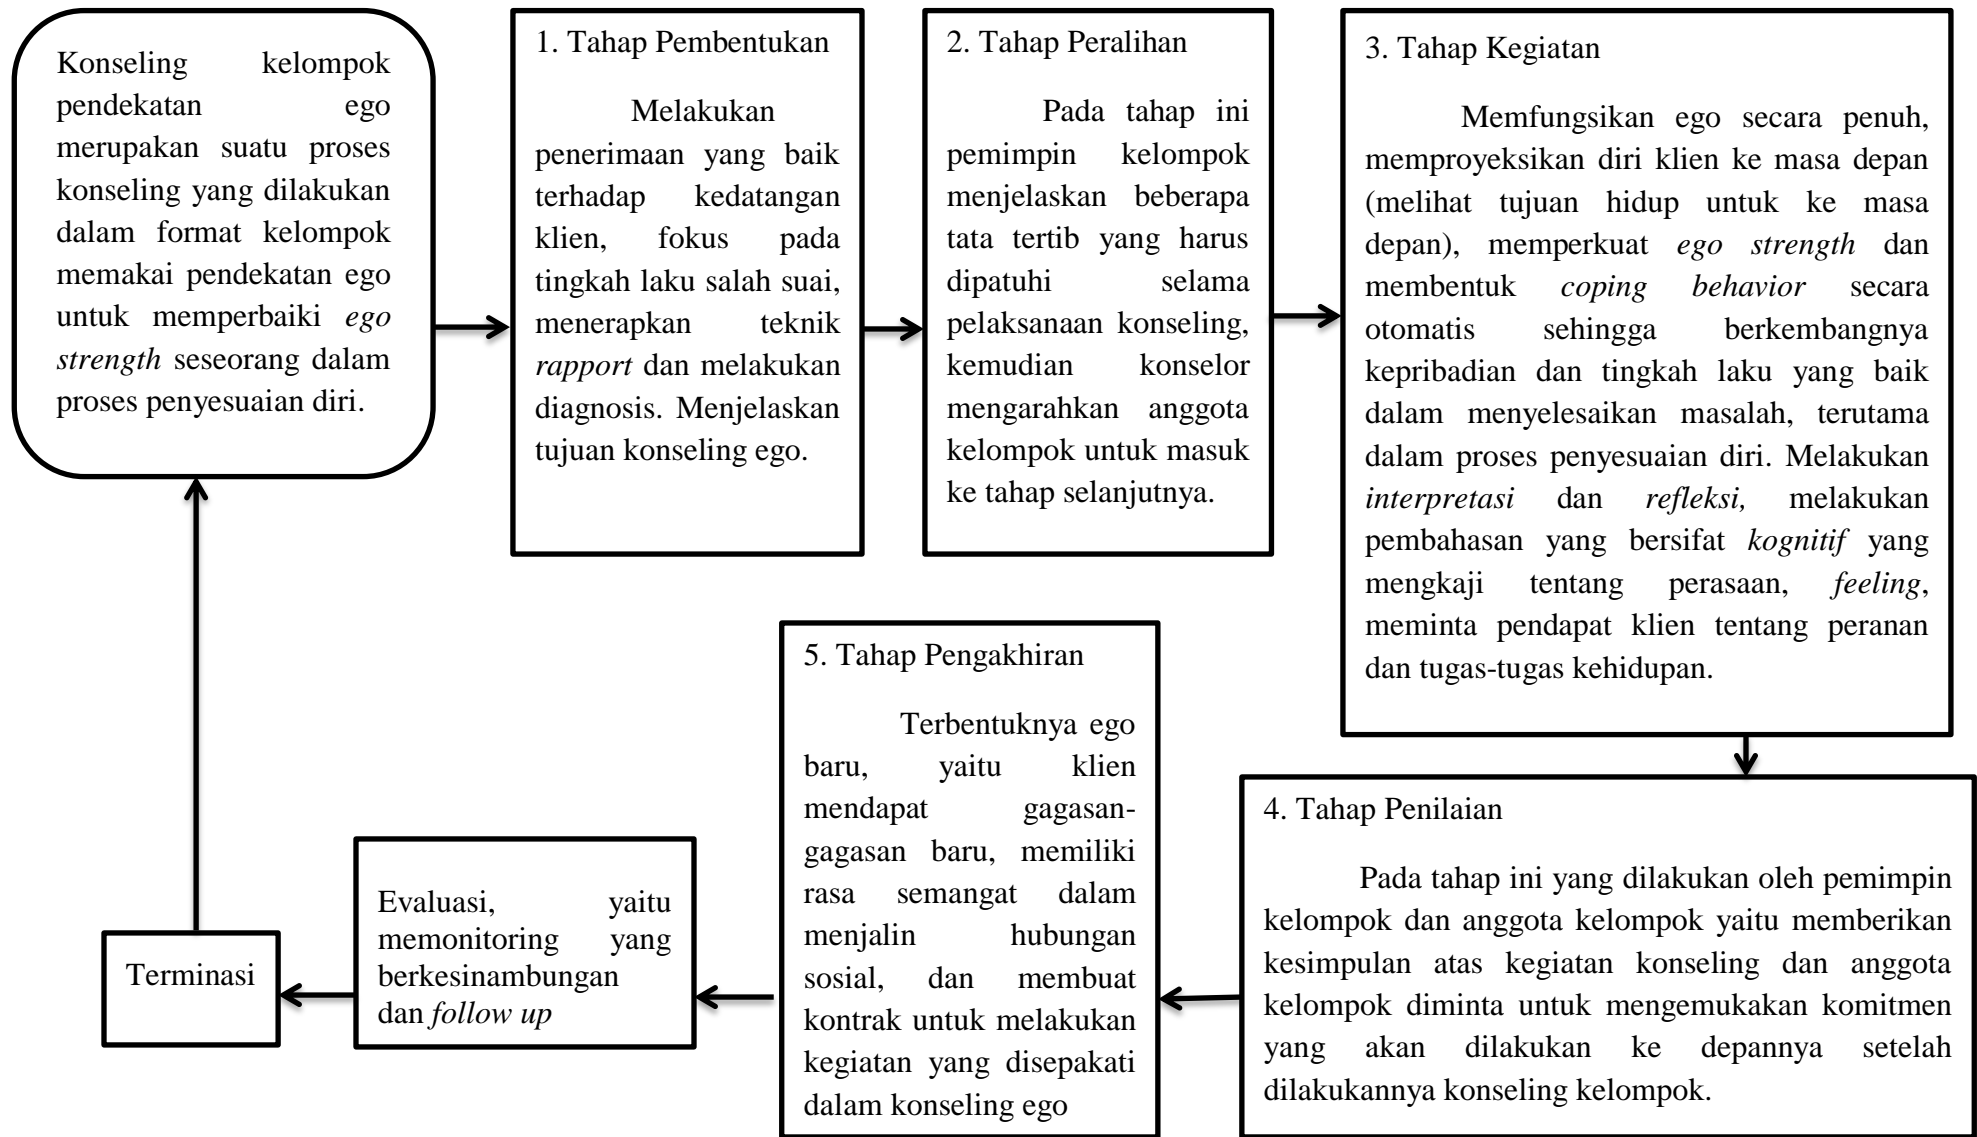 Konseling kelompok
pendekatan ego
merupakan suatu proses
konseling yang dilakukan
dalam format kelompok
memakai pendekatan ego
untuk memperbaiki ego
strength seseorang dalam
proses penyesuaian diri.
1. Tahap Pembentukan
Melakukan
penerimaan yang baik
terhadap kedatangan
klien, fokus pada
tingkah laku salah suai,
menerapkan teknik
rapport dan melakukan
diagnosis. Menjelaskan
tujuan konseling ego.
2. Tahap Peralihan
Pada tahap ini
pemimpin kelompok
menjelaskan beberapa
tata tertib yang harus
dipatuhi selama
pelaksanaan konseling,
kemudian konselor
mengarahkan anggota
kelompok untuk masuk
ke tahap selanjutnya.
3. Tahap Kegiatan
Memfungsikan ego secara penuh,
memproyeksikan diri klien ke masa depan
(melihat tujuan hidup untuk ke masa
depan), memperkuat ego strength dan
membentuk coping behavior secara
otomatis sehingga berkembangnya
kepribadian dan tingkah laku yang baik
dalam menyelesaikan masalah, terutama
dalam proses penyesuaian diri. Melakukan
interpretasi dan refleksi, melakukan
pembahasan yang bersifat kognitif yang
mengkaji tentang perasaan, feeling,
meminta pendapat klien tentang peranan
dan tugas-tugas kehidupan.
4. Tahap Penilaian
Pada tahap ini yang dilakukan oleh pemimpin
kelompok dan anggota kelompok yaitu memberikan
kesimpulan atas kegiatan konseling dan anggota
kelompok diminta untuk mengemukakan komitmen
yang akan dilakukan ke depannya setelah
dilakukannya konseling kelompok.
5. Tahap Pengakhiran
Terbentuknya ego
baru, yaitu klien
mendapat gagasan-
gagasan baru, memiliki
rasa semangat dalam
menjalin hubungan
sosial, dan membuat
kontrak untuk melakukan
kegiatan yang disepakati
dalam konseling ego
Evaluasi, yaitu
memonitoring yang
berkesinambungan
dan follow up
Terminasi